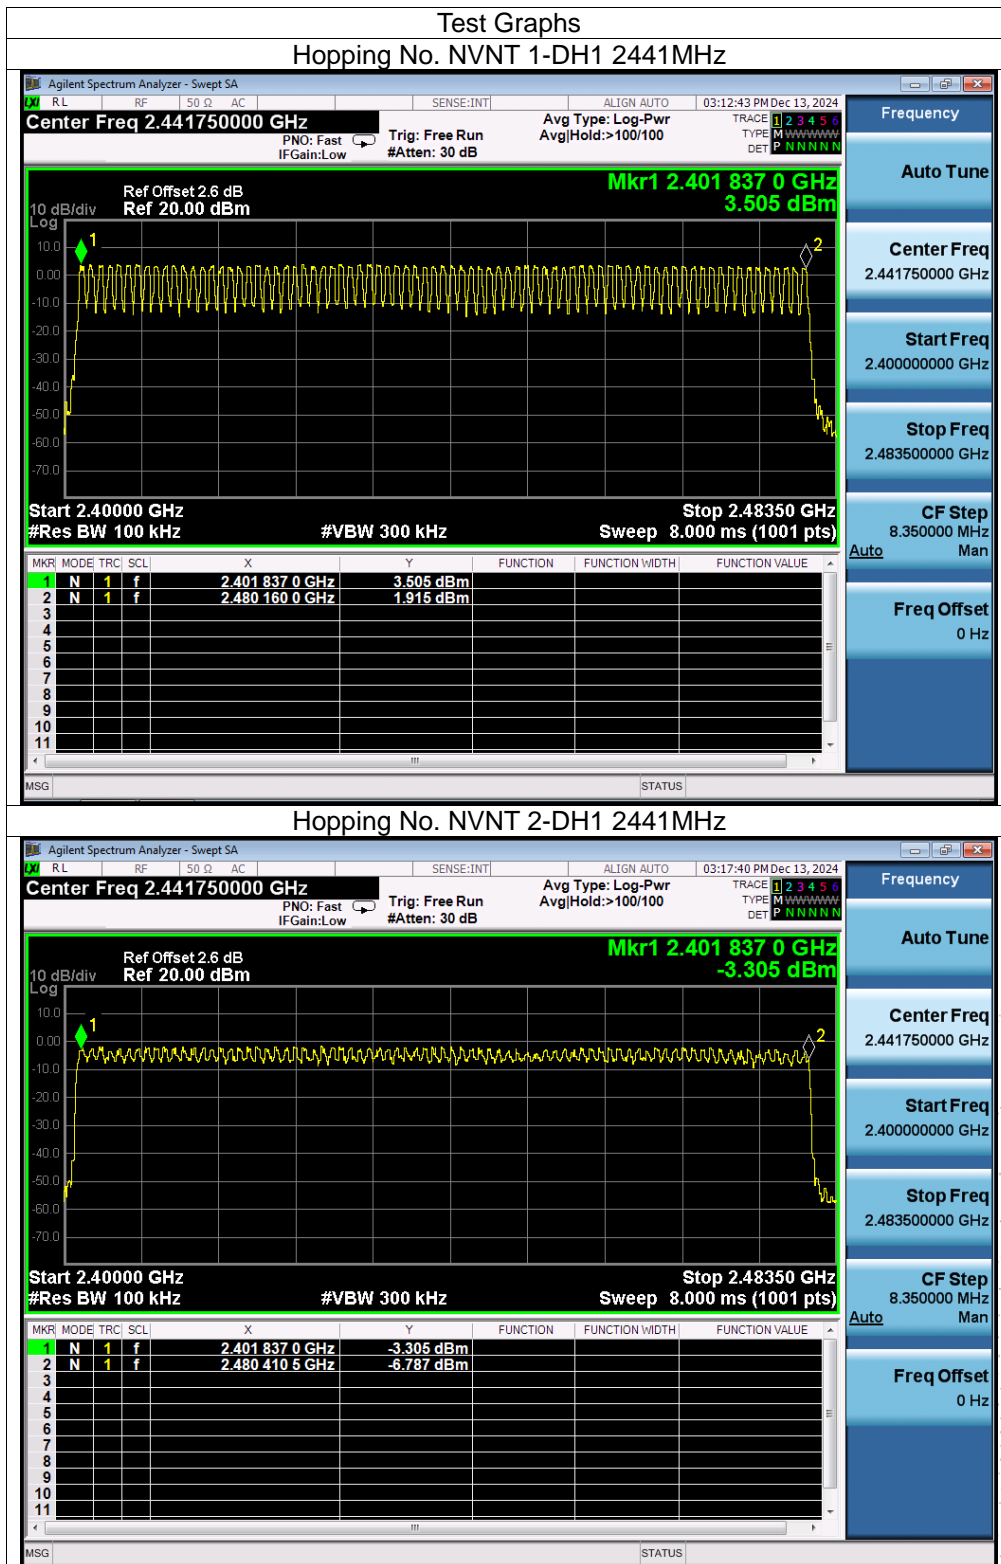 Test Graphs
Hopping No. NVNT 1-DH1 2441MHz
Agilent Spectrum Analyzer - Swept SA
LXI RL RF 50 Ω AC SENSE:INT ALIGN AUTO 03:12:43 PM Dec 13, 2024
Center Freq 2.441750000 GHz Avg Type: Log-Pwr TRACE 1 2 3 4 5 6
PNO: Fast Trig: Free Run Avg|Hold:>100/100 TYPE M WWWWW
IFGain:Low #Atten: 30 dB DET P N N N N N
Mkr1 2.401 837 0 GHz
3.505 dBm
Ref Offset 2.6 dB
10 dB/div Ref 20.00 dBm
Log
10.0
0.00
-10.0
-20.0
-30.0
-40.0
-50.0
-60.0
-70.0
1
2
Start 2.40000 GHz Stop 2.48350 GHz
#Res BW 100 kHz #VBW 300 kHz Sweep 8.000 ms (1001 pts)
MKR MODE TRC SCL X Y FUNCTION FUNCTION WIDTH FUNCTION VALUE
1 N 1 f 2.401 837 0 GHz 3.505 dBm
2 N 1 f 2.480 160 0 GHz 1.915 dBm
3
4
5
6
7
8
9
10
11
MSG STATUS
Frequency
Auto Tune
Center Freq
2.441750000 GHz
Start Freq
2.400000000 GHz
Stop Freq
2.483500000 GHz
CF Step
8.350000 MHz
Auto Man
Freq Offset
0 Hz
Hopping No. NVNT 2-DH1 2441MHz
Agilent Spectrum Analyzer - Swept SA
LXI RL RF 50 Ω AC SENSE:INT ALIGN AUTO 03:17:40 PM Dec 13, 2024
Center Freq 2.441750000 GHz Avg Type: Log-Pwr TRACE 1 2 3 4 5 6
PNO: Fast Trig: Free Run Avg|Hold:>100/100 TYPE M WWWWW
IFGain:Low #Atten: 30 dB DET P N N N N N
Mkr1 2.401 837 0 GHz
-3.305 dBm
Ref Offset 2.6 dB
10 dB/div Ref 20.00 dBm
Log
10.0
0.00
-10.0
-20.0
-30.0
-40.0
-50.0
-60.0
-70.0
1
2
Start 2.40000 GHz Stop 2.48350 GHz
#Res BW 100 kHz #VBW 300 kHz Sweep 8.000 ms (1001 pts)
MKR MODE TRC SCL X Y FUNCTION FUNCTION WIDTH FUNCTION VALUE
1 N 1 f 2.401 837 0 GHz -3.305 dBm
2 N 1 f 2.480 410 5 GHz -6.787 dBm
3
4
5
6
7
8
9
10
11
MSG STATUS
Frequency
Auto Tune
Center Freq
2.441750000 GHz
Start Freq
2.400000000 GHz
Stop Freq
2.483500000 GHz
CF Step
8.350000 MHz
Auto Man
Freq Offset
0 Hz